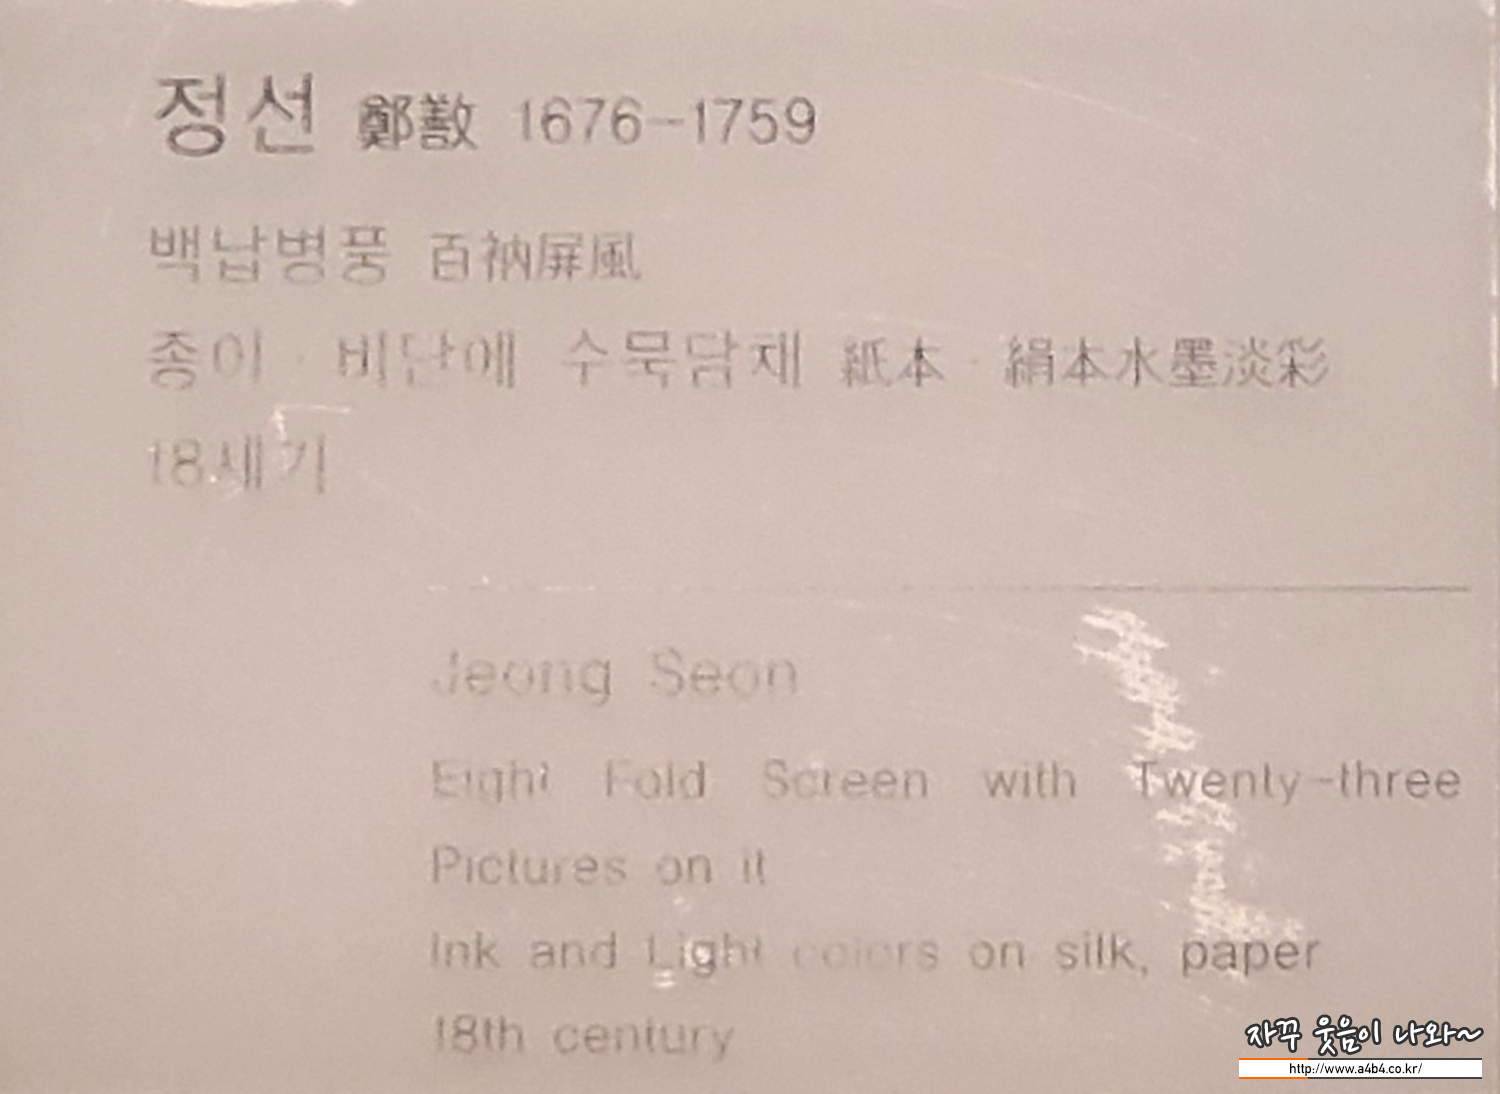 정선 鄭敾 1676-1759
백납병풍 百衲屛風
종이 · 비단에 수묵담채 紙本 · 絹本水墨淡彩
18세기
Jeong Seon
Eight Fold Screen with Twenty-three
Pictures on it
Ink and Light colors on silk, paper
18th century
자꾸 웃음이 나와~
http://www.a4b4.co.kr/